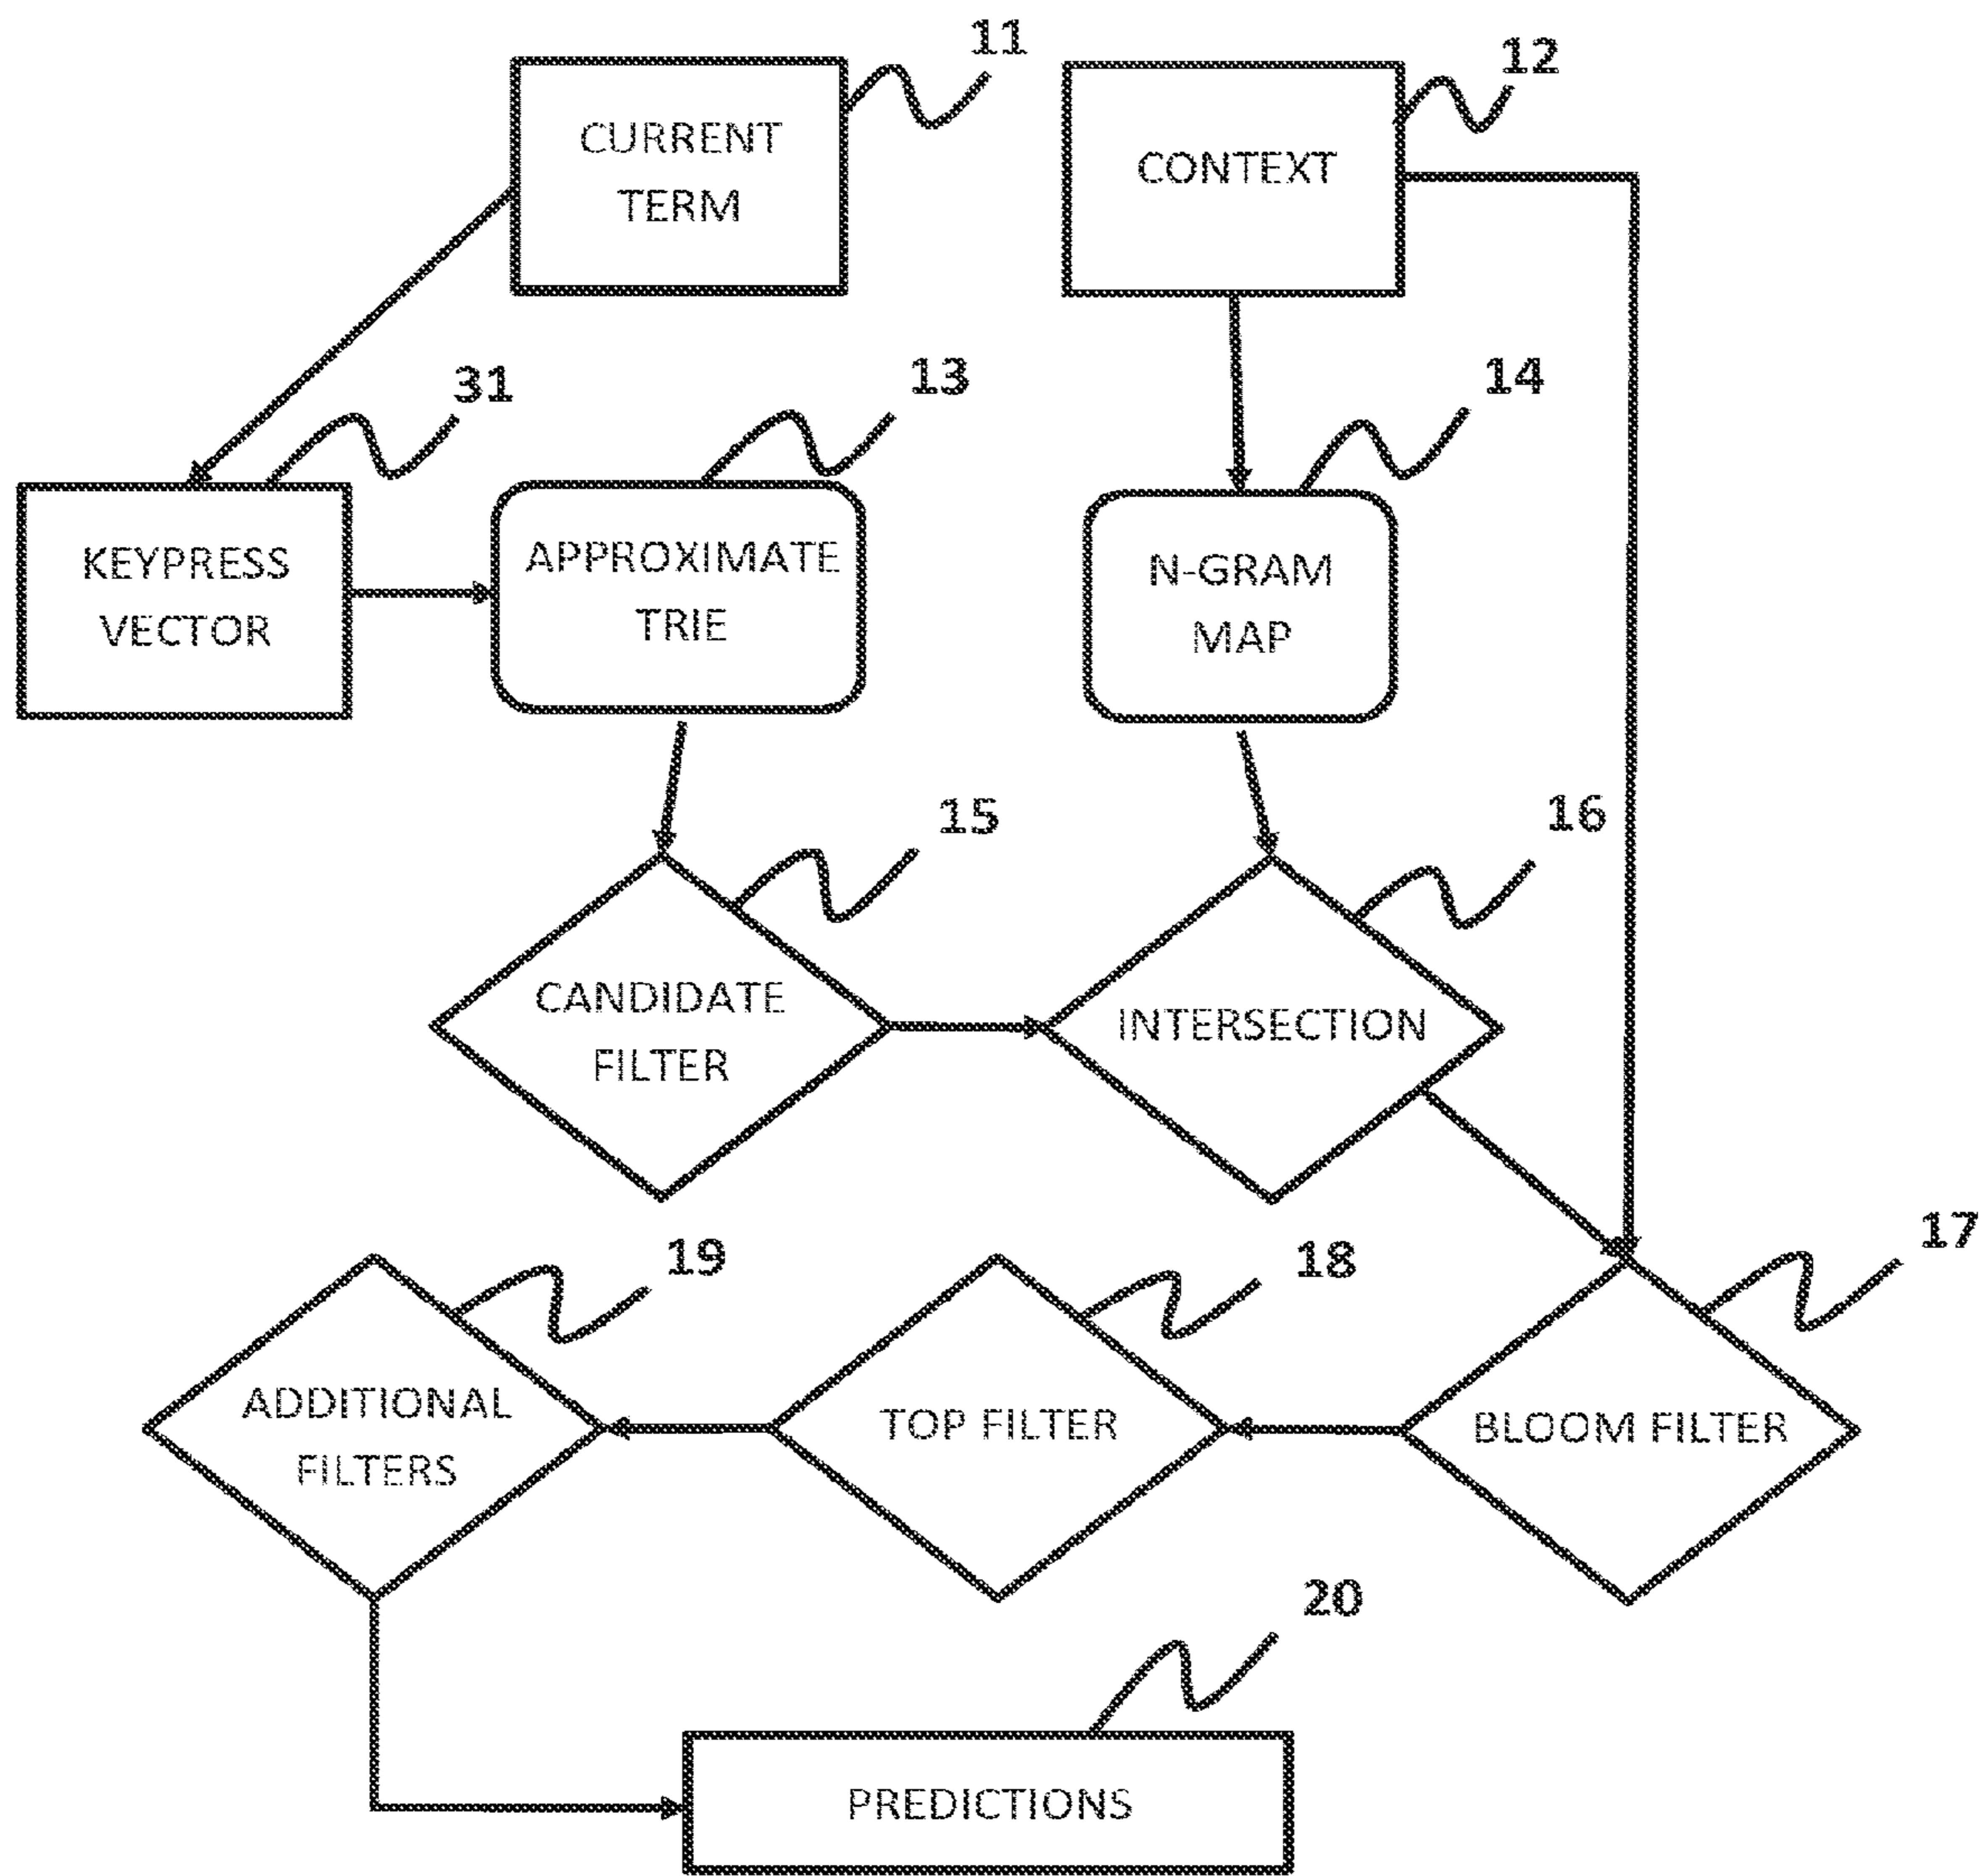 11
12
CURRENT
TERM
CONTEXT
31
13
14
KEYPRESS
VECTOR
APPROXIMATE
TRIE
N-GRAM
MAP
15
16
CANDIDATE
FILTER
INTERSECTION
19
18
17
ADDITIONAL
FILTERS
TOP FILTER
BLOOM FILTER
20
PREDICTIONS